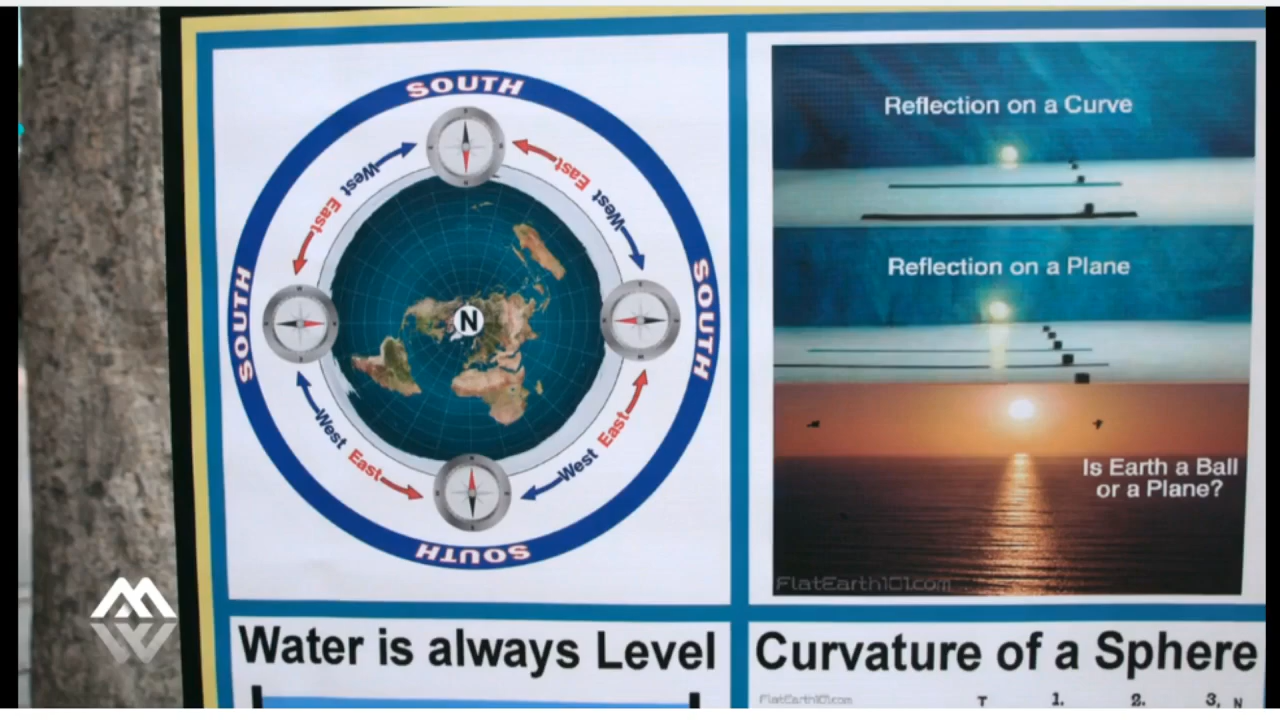 SOUTH
West
East
East
West
SOUTH
SOUTH
N
West
East
West
East
SOUTH
Reflection on a Curve
Reflection on a Plane
Is Earth a Ball
or a Plane?
FlatEarth101.com
Water is always Level
Curvature of a Sphere
FlatEarth101.com
T 1. 2. 3, N